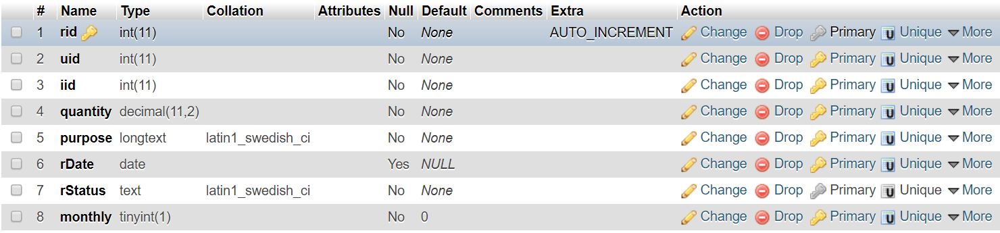 # Name Type Collation Attributes Null Default Comments Extra Action
1 rid int(11) No None AUTO_INCREMENT Change Drop Primary Unique More
2 uid int(11) No None Change Drop Primary Unique More
3 iid int(11) No None Change Drop Primary Unique More
4 quantity decimal(11,2) No None Change Drop Primary Unique More
5 purpose longtext latin1_swedish_ci No None Change Drop Primary Unique More
6 rDate date Yes NULL Change Drop Primary Unique More
7 rStatus text latin1_swedish_ci No None Change Drop Primary Unique More
8 monthly tinyint(1) No 0 Change Drop Primary Unique More